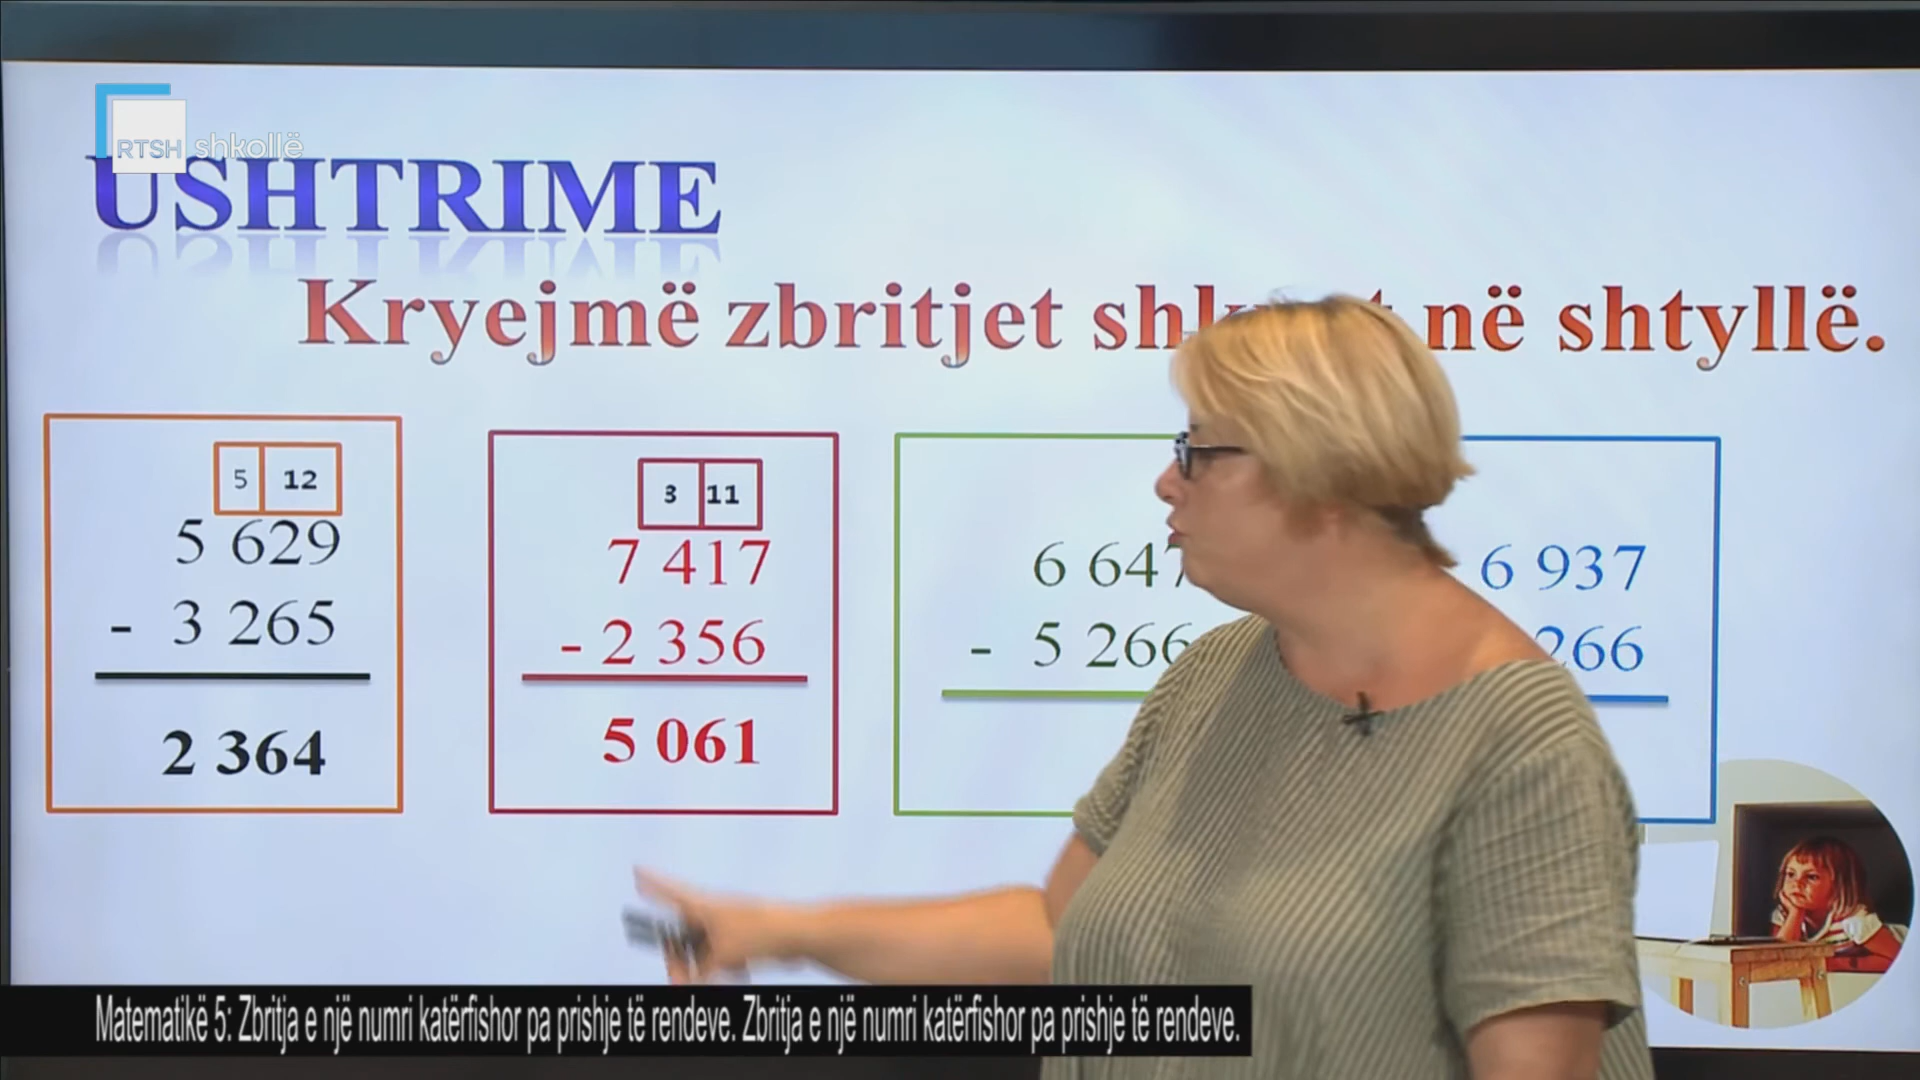 RTSH shkollë
USHTRIME
Kryejmë zbritjet në shtyllë.
5 12
5 629
- 3 265
2 364
3 11
7 417
- 2 356
5 061
6 647
- 5 266
6 937
266
Matematikë 5: Zbritja e një numri katërfishor pa prishje të rendeve. Zbritja e një numri katërfishor pa prishje të rendeve.